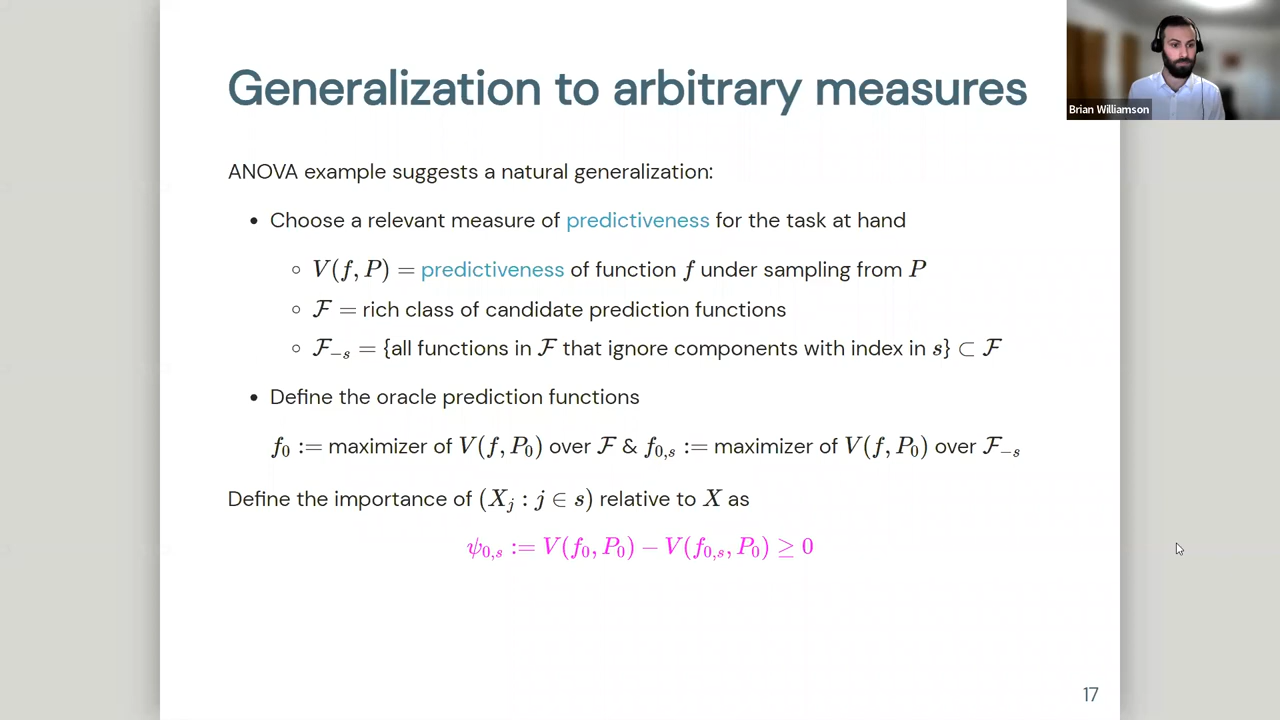 Generalization to arbitrary measures
Brian Williamson
ANOVA example suggests a natural generalization:
• Choose a relevant measure of predictiveness for the task at hand
◦ V(f, P) = predictiveness of function f under sampling from P
◦ ℱ = rich class of candidate prediction functions
◦ ℱ₋ₛ = {all functions in ℱ that ignore components with index in s} ⊂ ℱ
• Define the oracle prediction functions
f₀ := maximizer of V(f, P₀) over ℱ & f₀,ₛ := maximizer of V(f, P₀) over ℱ₋ₛ
Define the importance of (Xⱼ : j ∈ s) relative to X as
ψ₀,ₛ := V(f₀, P₀) − V(f₀,ₛ, P₀) ≥ 0
17